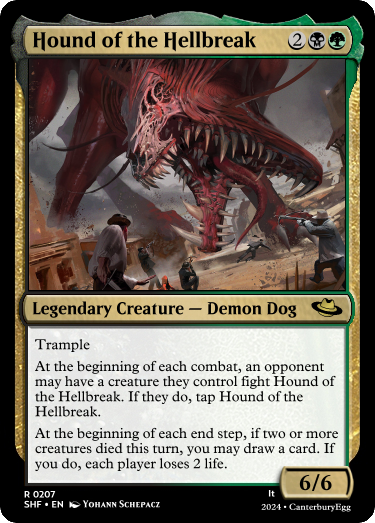 Hound of the Hellbreak 2
Legendary Creature — Demon Dog
Trample
At the beginning of each combat, an opponent
may have a creature they control fight Hound of
the Hellbreak. If they do, tap Hound of the
Hellbreak.
At the beginning of each end step, if two or more
creatures died this turn, you may draw a card. If
you do, each player loses 2 life.
6/6
R 0207 It
SHF • EN Yohann Schepacz 2024 • CanterburyEgg